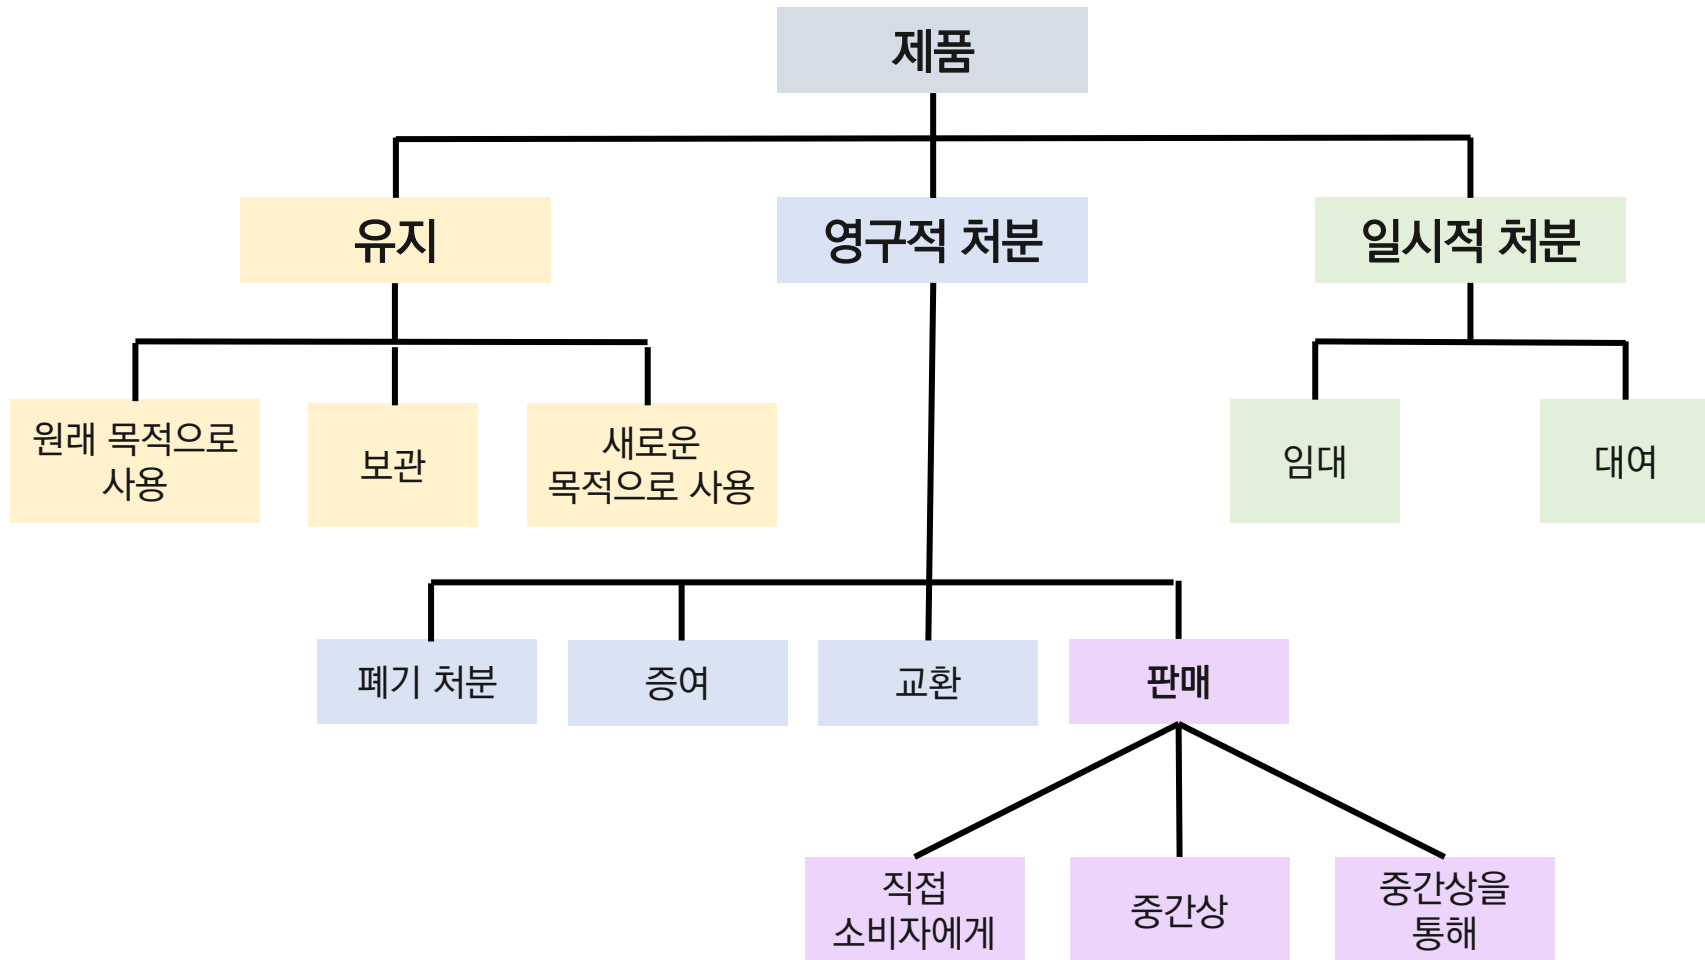 제품
유지
영구적 처분
일시적 처분
원래 목적으로
사용
보관
새로운
목적으로 사용
임대
대여
폐기 처분
증여
교환
판매
직접
소비자에게
중간상
중간상을
통해